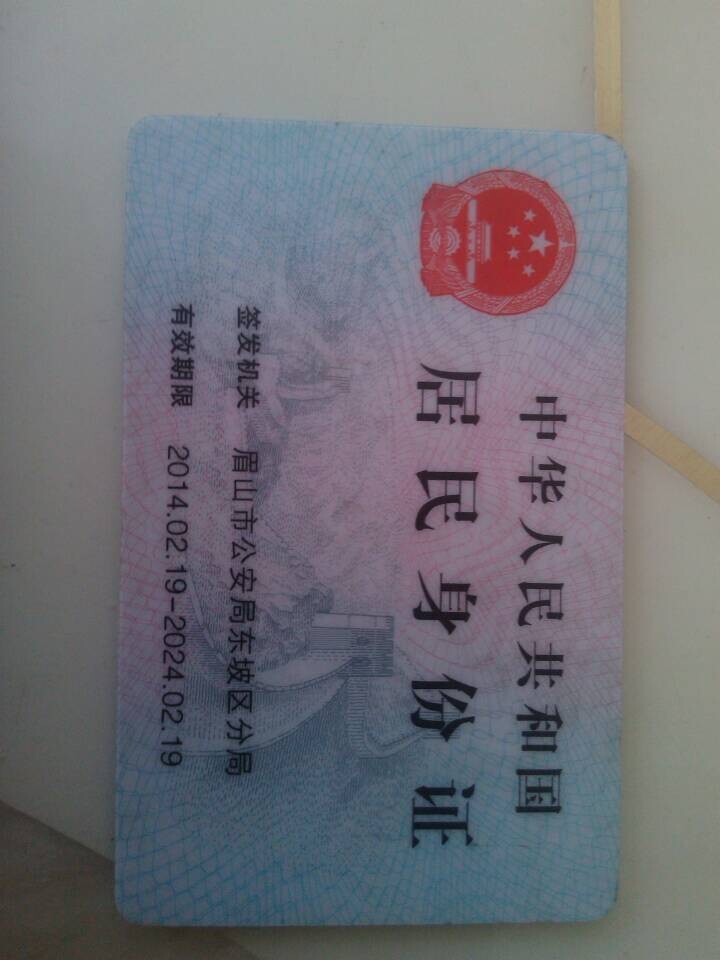 中华人民共和国
居民身份证
签发机关 眉山市公安局东坡区分局
有效期限 2014.02.19-2024.02.19